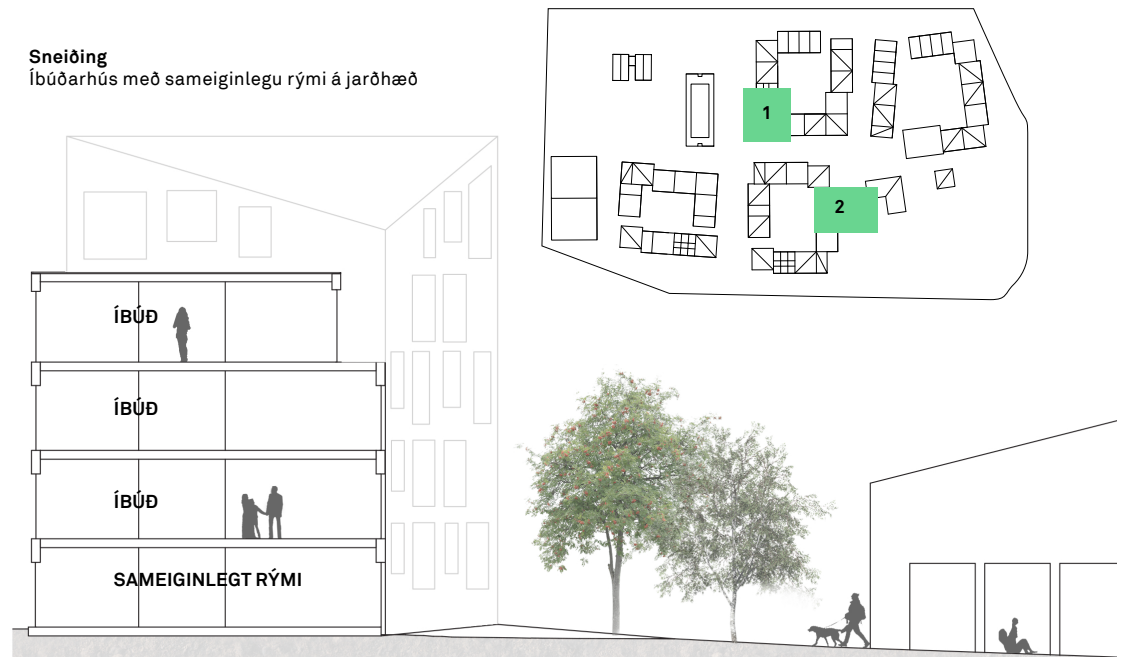 Sneiðing
Íbúðarhús með sameiginlegu rými á jarðhæð
1
2
ÍBÚÐ
ÍBÚÐ
ÍBÚÐ
SAMEIGINLEGT RÝMI